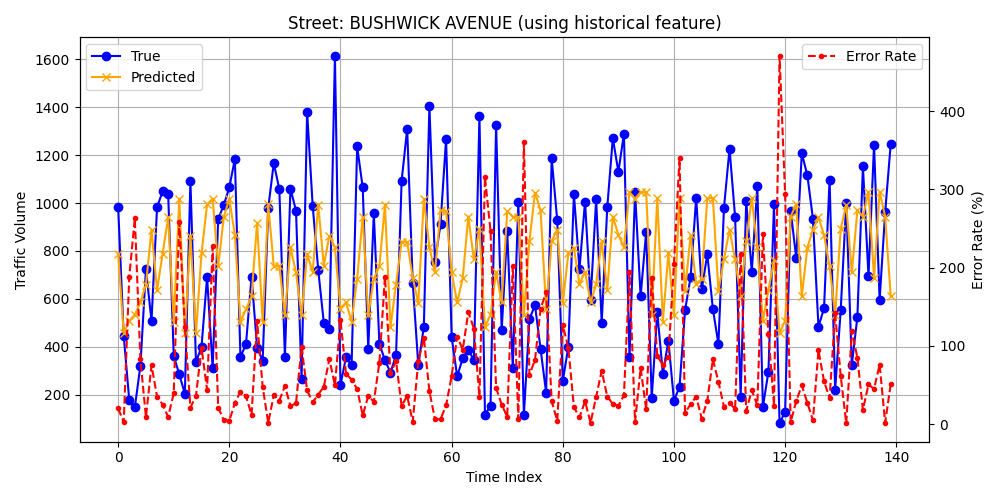 Street: BUSHWICK AVENUE (using historical feature)
True
Predicted
Error Rate
1600
1400
1200
1000
800
600
400
200
Traffic Volume
400
300
200
100
0
Error Rate (%)
0 20 40 60 80 100 120 140
Time Index